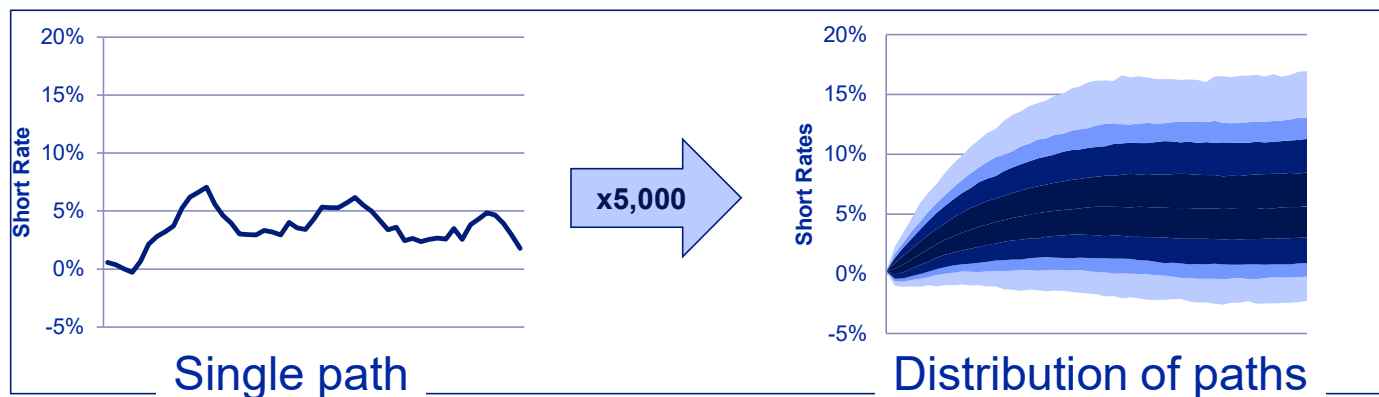 20%
15%
10%
5%
0%
-5%
Short Rate
Single path
x5,000
20%
15%
10%
5%
0%
-5%
Short Rates
Distribution of paths